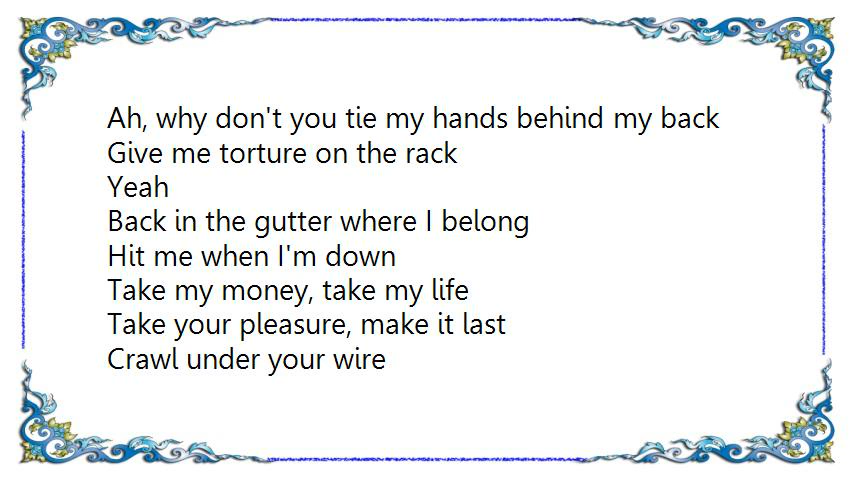 Ah, why don't you tie my hands behind my back
Give me torture on the rack
Yeah
Back in the gutter where I belong
Hit me when I'm down
Take my money, take my life
Take your pleasure, make it last
Crawl under your wire